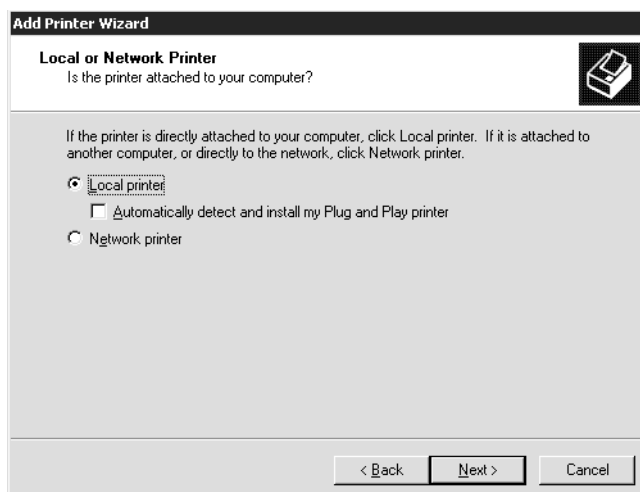 Add Printer Wizard
Local or Network Printer
Is the printer attached to your computer?
If the printer is directly attached to your computer, click Local printer. If it is attached to
another computer, or directly to the network, click Network printer.
Local printer
Automatically detect and install my Plug and Play printer
Network printer
< Back Next > Cancel